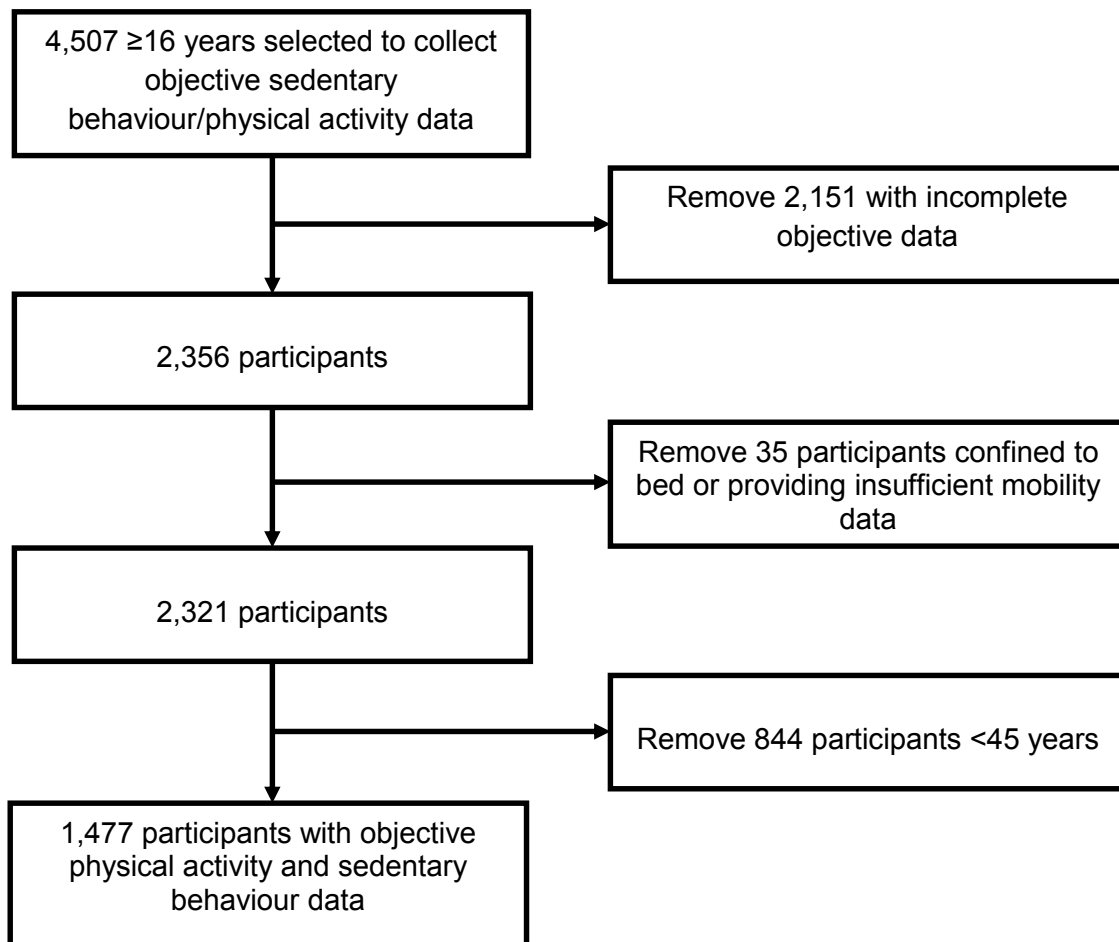 4,507 ≥16 years selected to collect
objective sedentary
behaviour/physical activity data
Remove 2,151 with incomplete
objective data
2,356 participants
Remove 35 participants confined to
bed or providing insufficient mobility
data
2,321 participants
Remove 844 participants <45 years
1,477 participants with objective
physical activity and sedentary
behaviour data